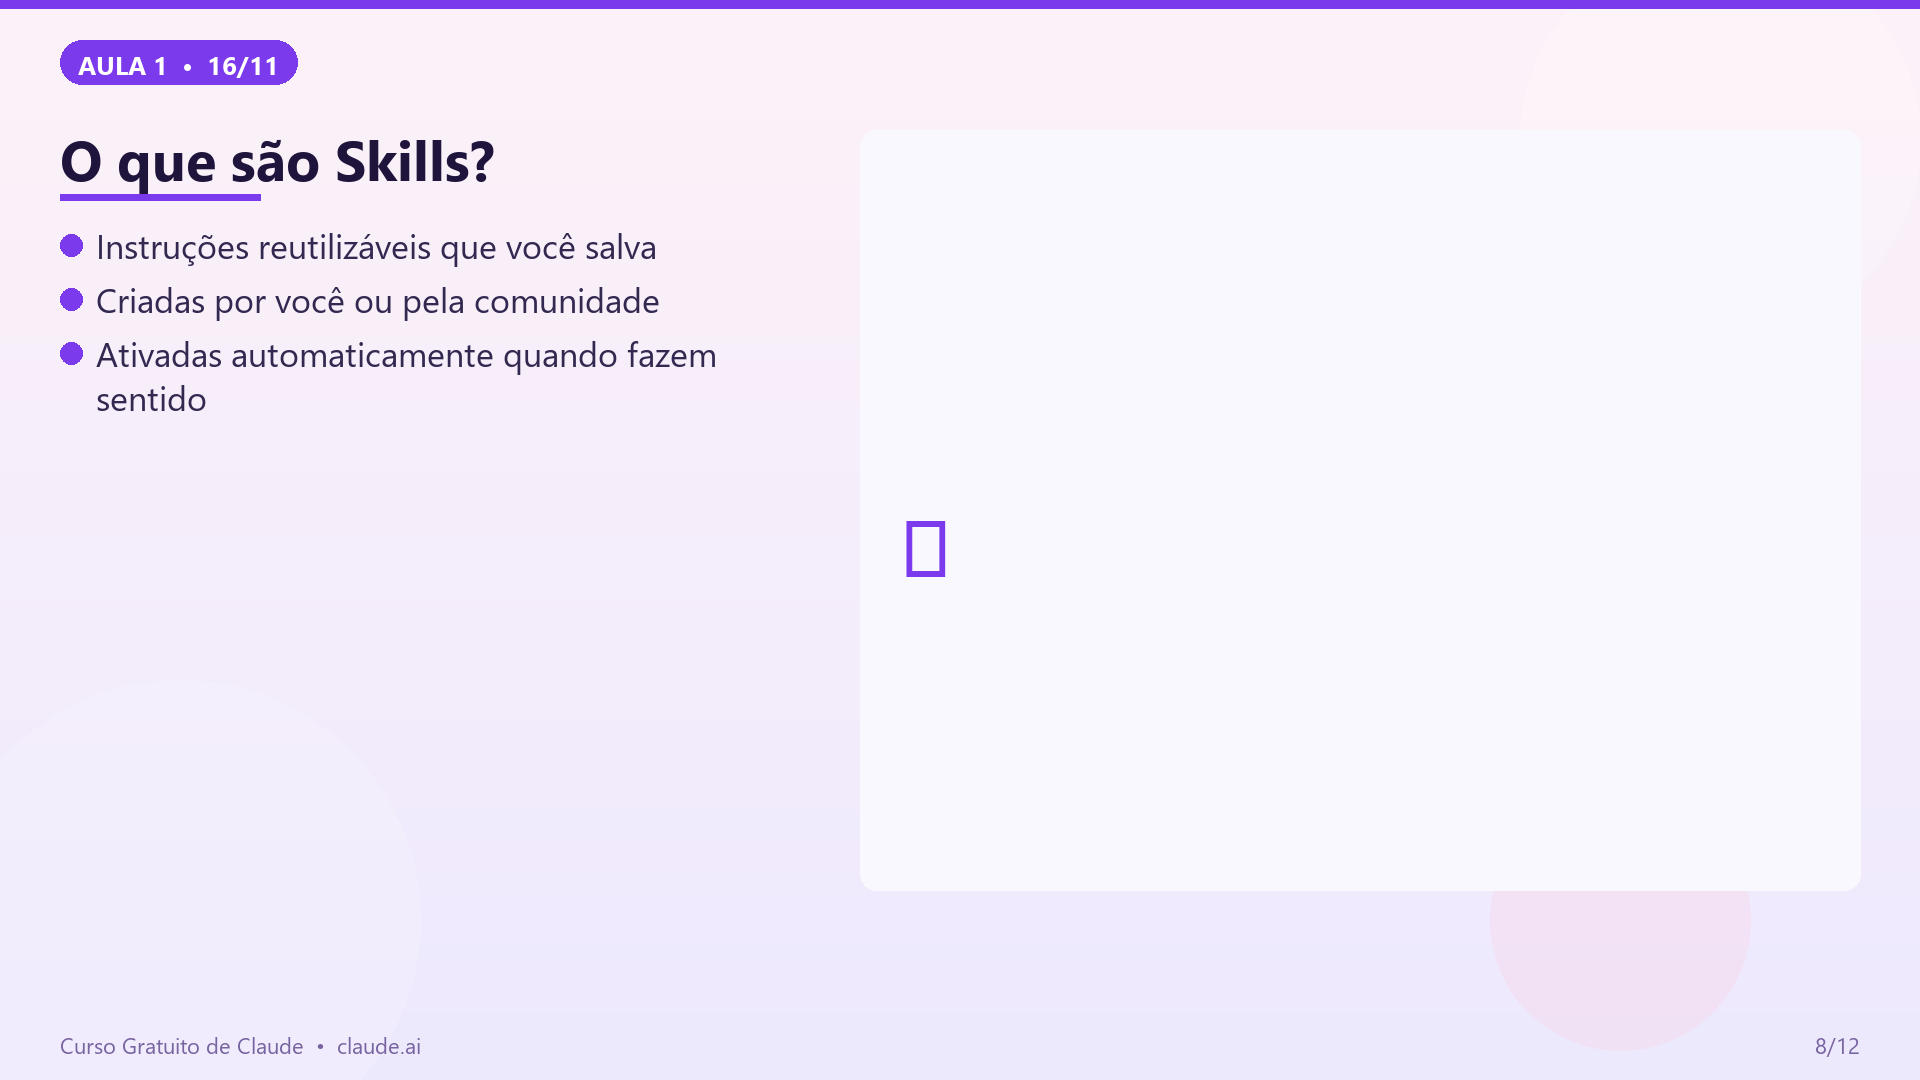 AULA 1 • 16/11
O que são Skills?
Instruções reutilizáveis que você salva
Criadas por você ou pela comunidade
Ativadas automaticamente quando fazem
sentido
Curso Gratuito de Claude • claude.ai
8/12